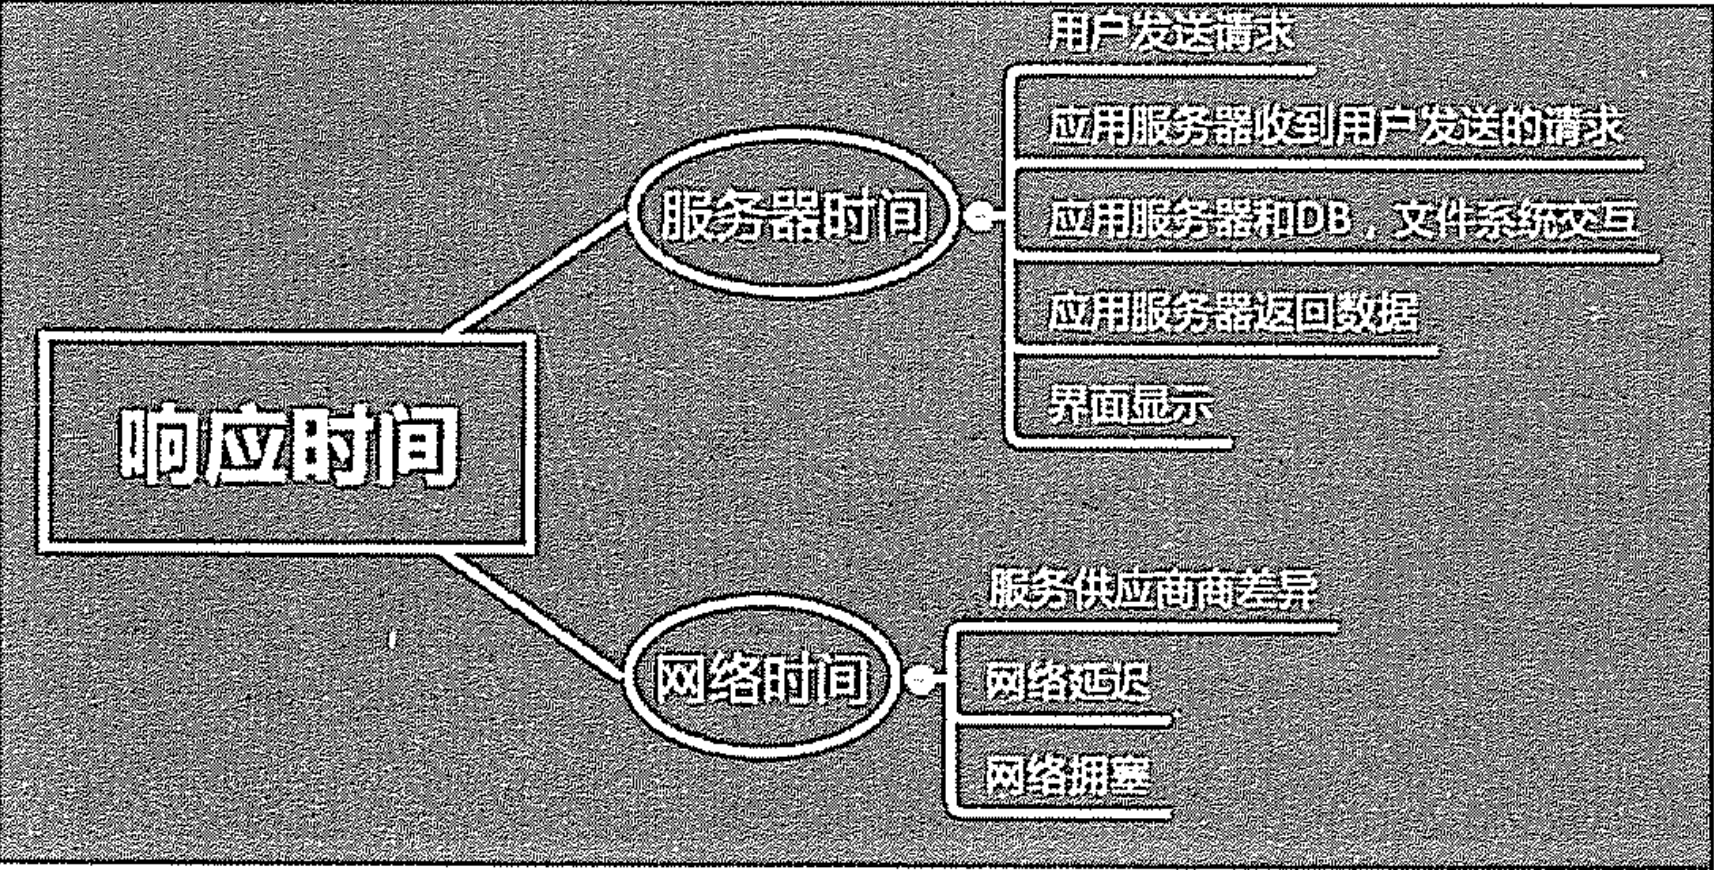 响应时间
服务器时间
用户发送请求
应用服务器收到用户发送的请求
应用服务器和DB，文件系统交互
应用服务器返回数据
界面显示
网络时间
服务供应商商差异
网络延迟
网络拥塞